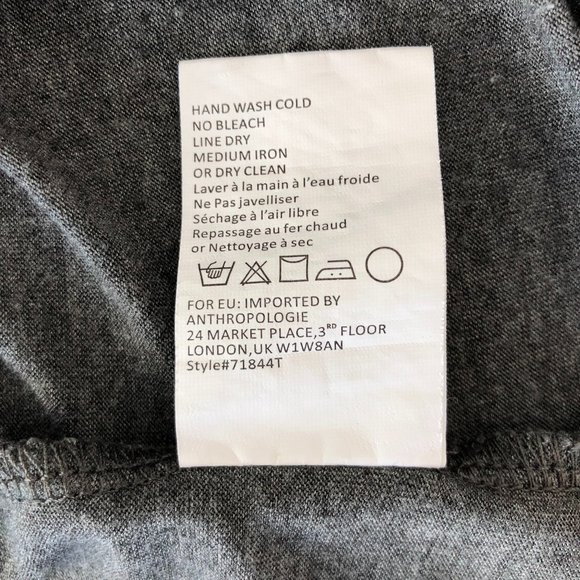 HAND WASH COLD
NO BLEACH
LINE DRY
MEDIUM IRON
OR DRY CLEAN
Laver à la main à l'eau froide
Ne Pas javelliser
Séchage à l'air libre
Repassage au fer chaud
or Nettoyage à sec
FOR EU: IMPORTED BY
ANTHROPOLOGIE
24 MARKET PLACE,3RD FLOOR
LONDON,UK W1W8AN
Style#71844T